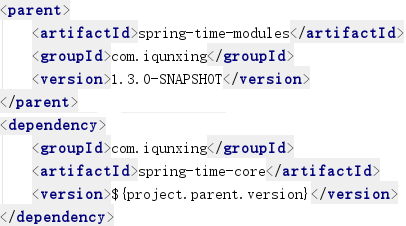 <parent>
<artifactId>spring-time-modules</artifactId>
<groupId>com.iqunxing</groupId>
<version>1.3.0-SNAPSHOT</version>
</parent>
<dependency>
<groupId>com.iqunxing</groupId>
<artifactId>spring-time-core</artifactId>
<version>${project.parent.version}</version>
</dependency>